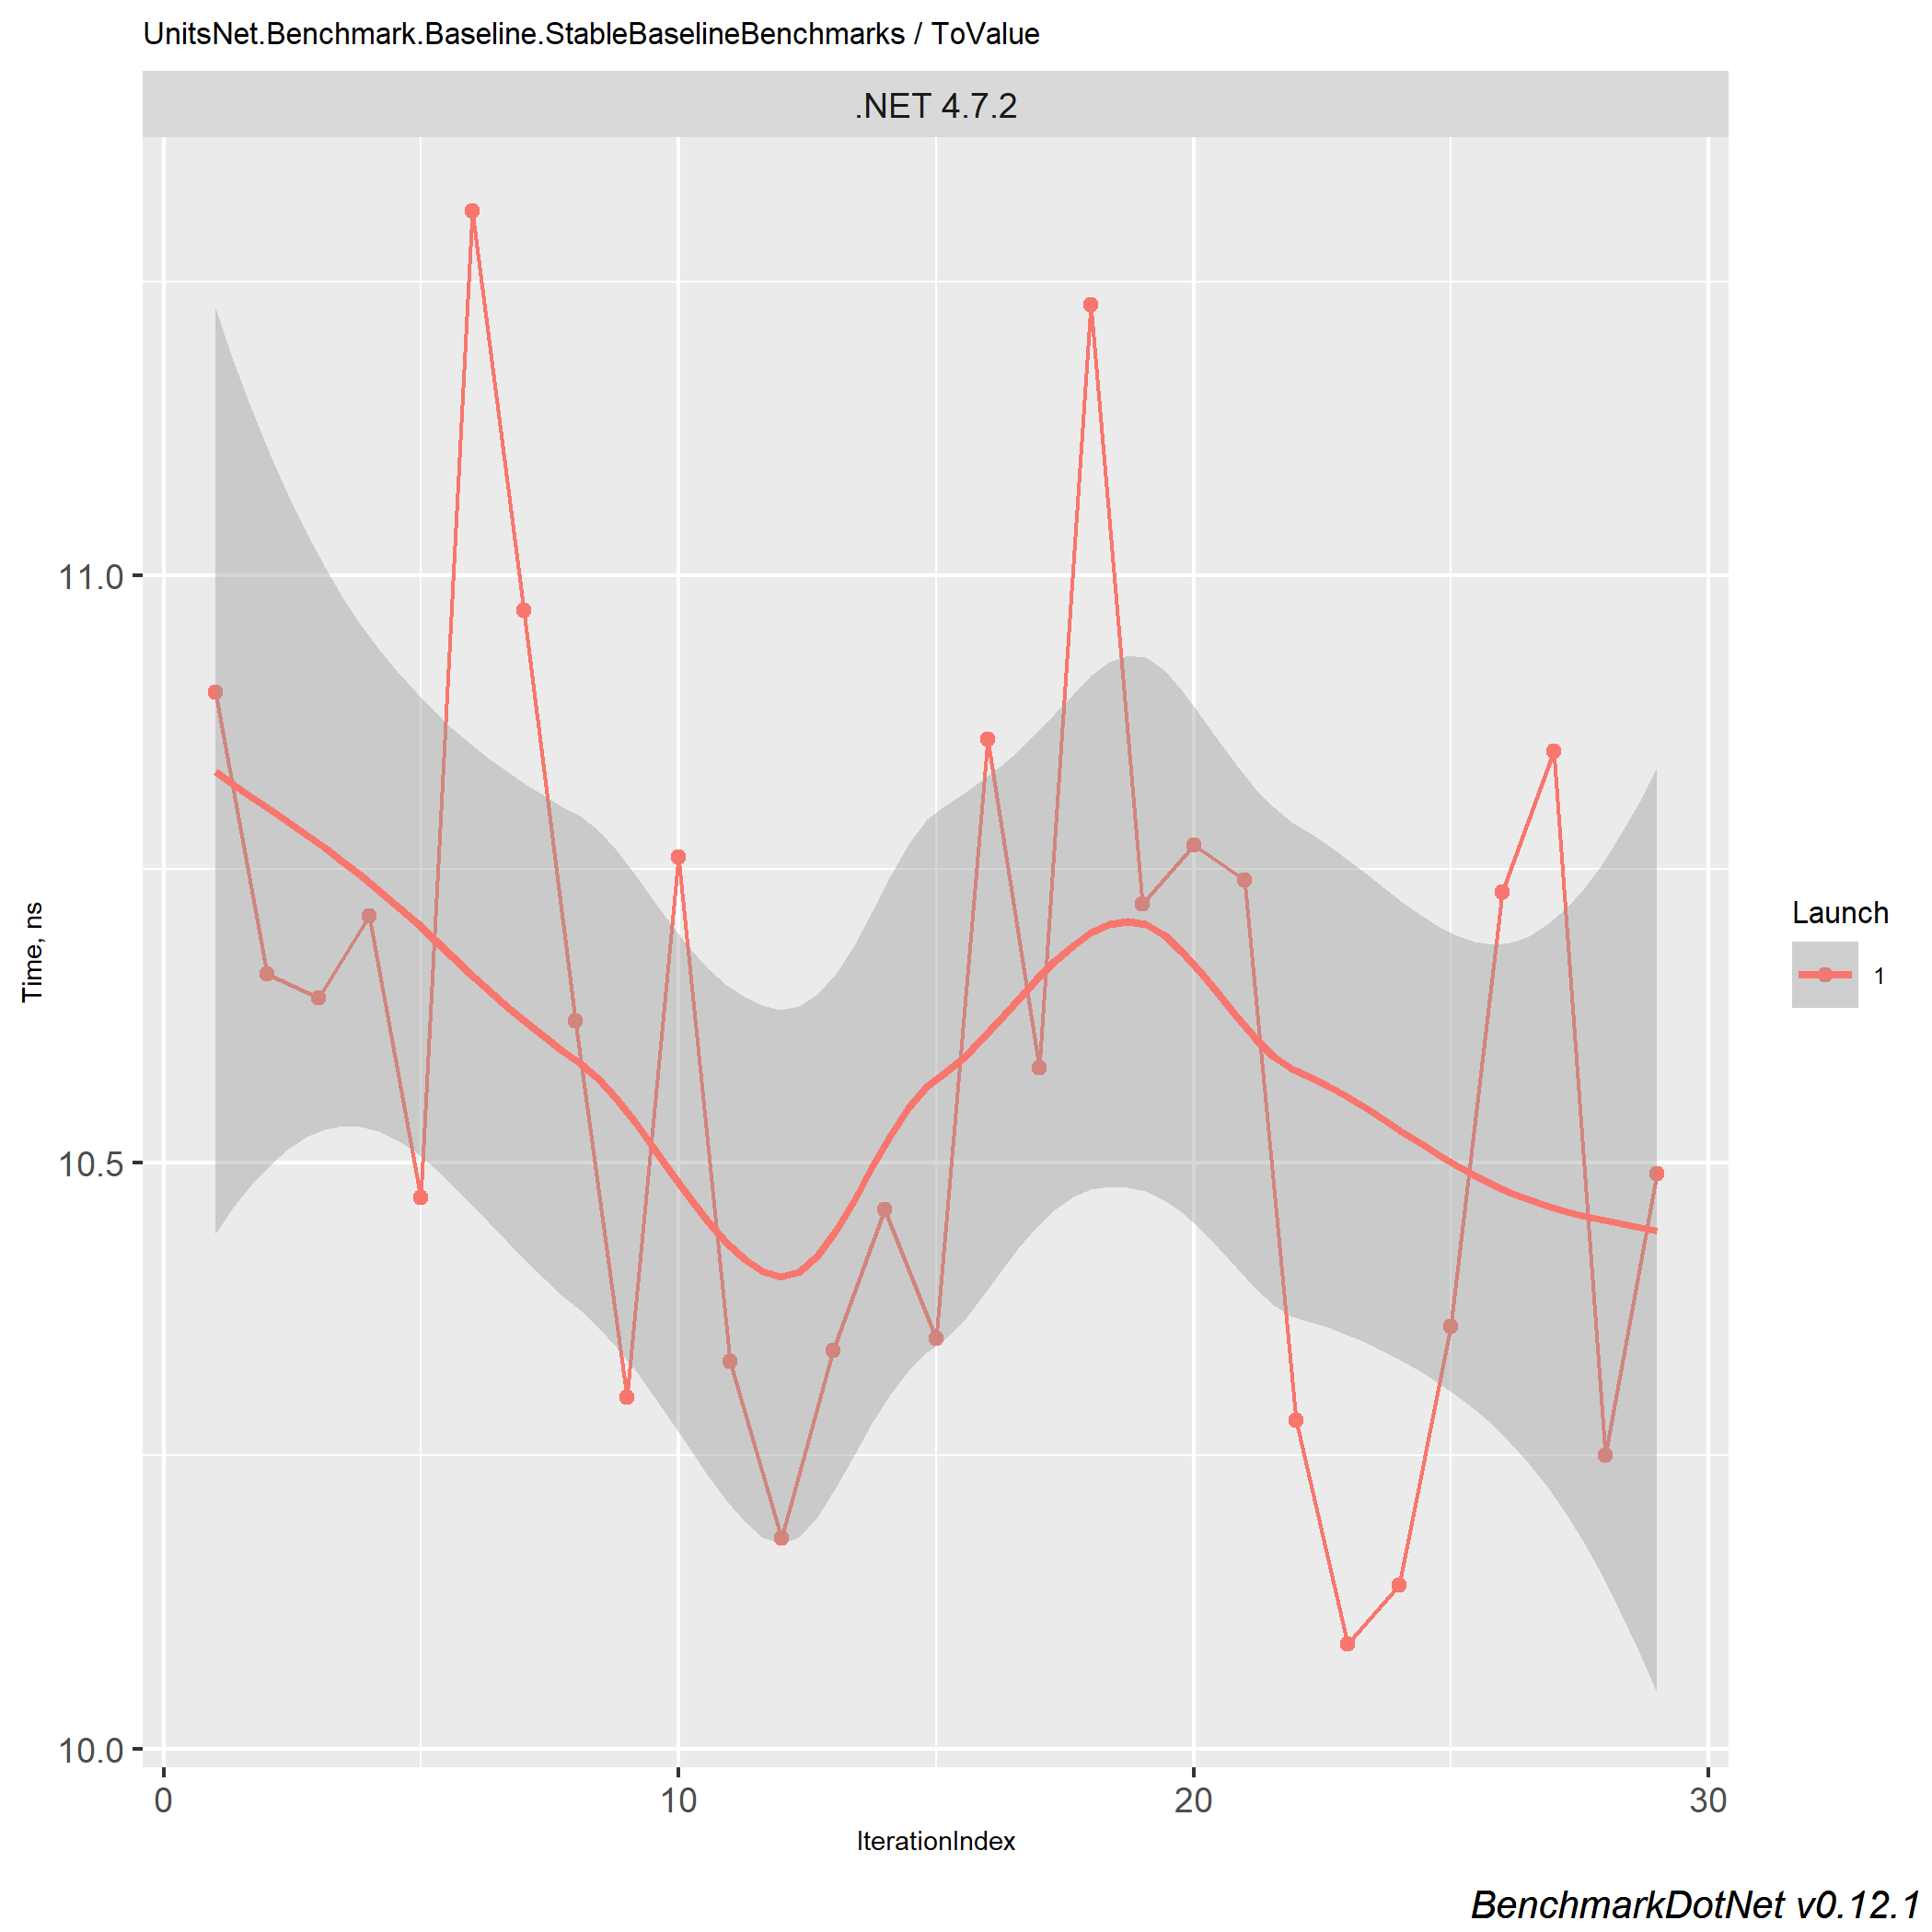 UnitsNet.Benchmark.Baseline.StableBaselineBenchmarks / ToValue
.NET 4.7.2
11.0
10.5
10.0
Time, ns
0 10 20 30
IterationIndex
Launch
1
BenchmarkDotNet v0.12.1